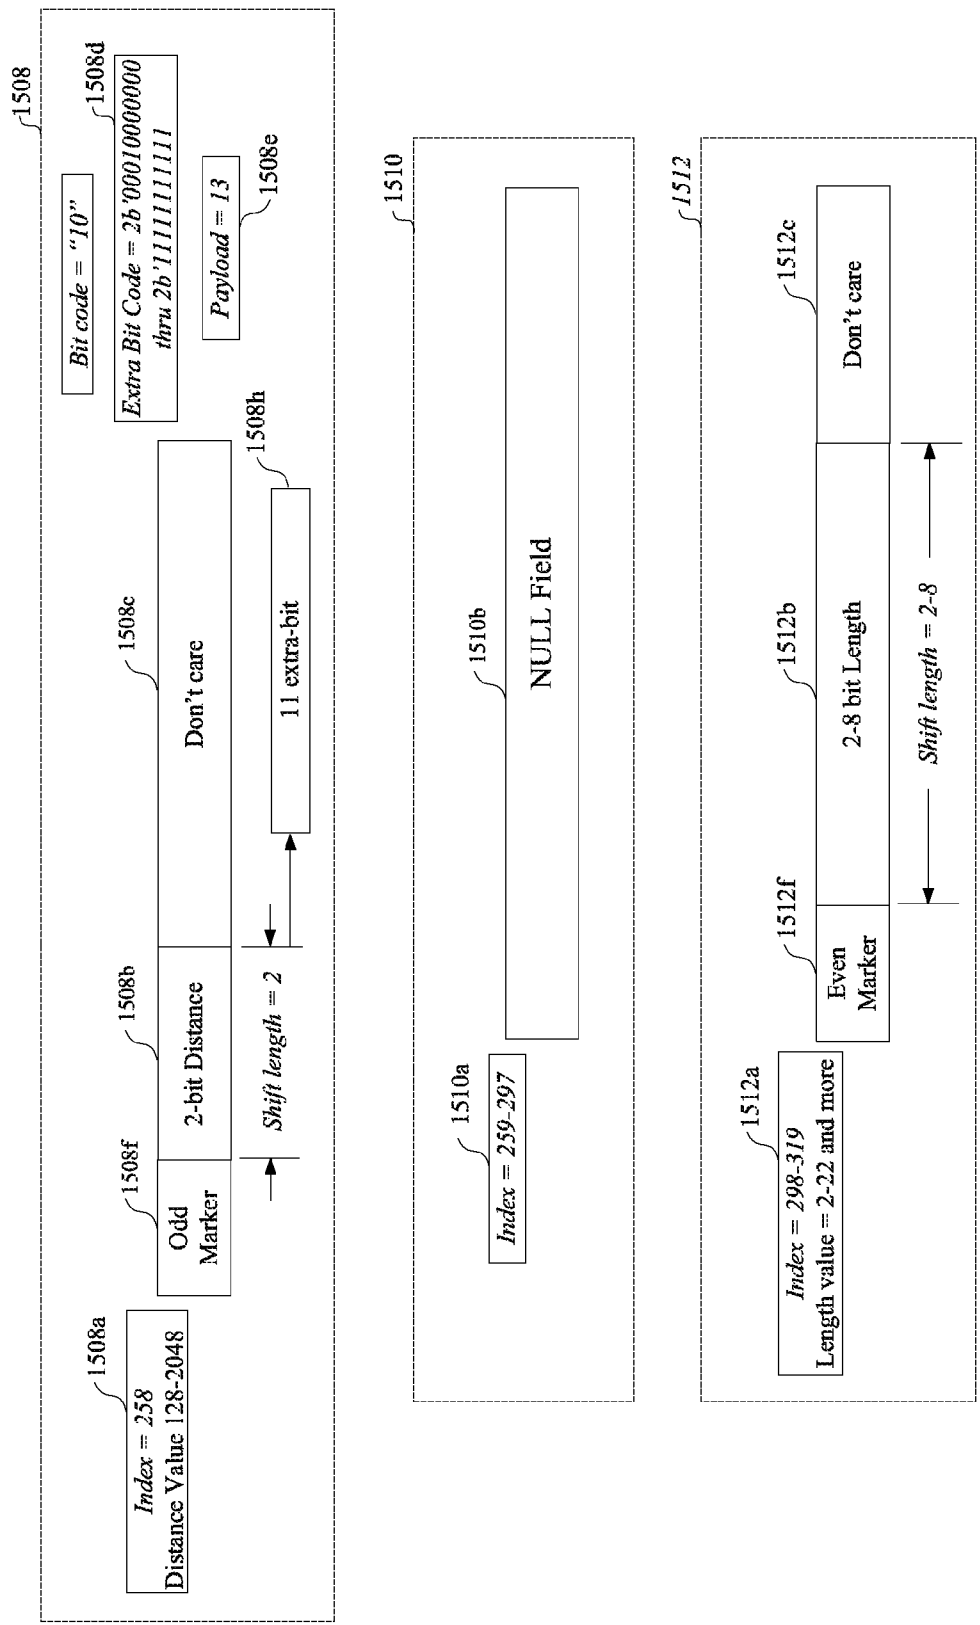 1508
Bit code = “10”
1508d
Extra Bit Code = 2b'00010000000
thru 2b'11111111111
Payload = 13
1508e
1508a
Index = 258
Distance Value 128-2048
1508f
Odd
Marker
1508b
2-bit Distance
1508c
Don't care
Shift length = 2
1508h
11 extra-bit
1510
1510a
Index = 259-297
1510b
NULL Field
1512
1512a
Index = 298-319
Length value = 2-22 and more
1512f
Even
Marker
1512b
2-8 bit Length
1512c
Don't care
Shift length = 2-8